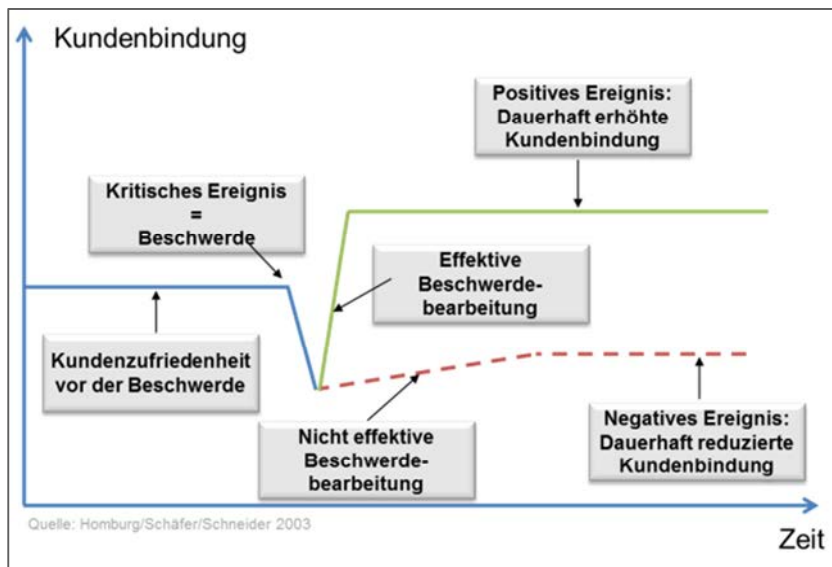 Kundenbindung
Positives Ereignis:
Dauerhaft erhöhte
Kundenbindung
Kritisches Ereignis
=
Beschwerde
Effektive
Beschwerde-
bearbeitung
Kundenzufriedenheit
vor der Beschwerde
Nicht effektive
Beschwerde-
bearbeitung
Negatives Ereignis:
Dauerhaft reduzierte
Kundenbindung
Quelle: Homburg/Schäfer/Schneider 2003
Zeit